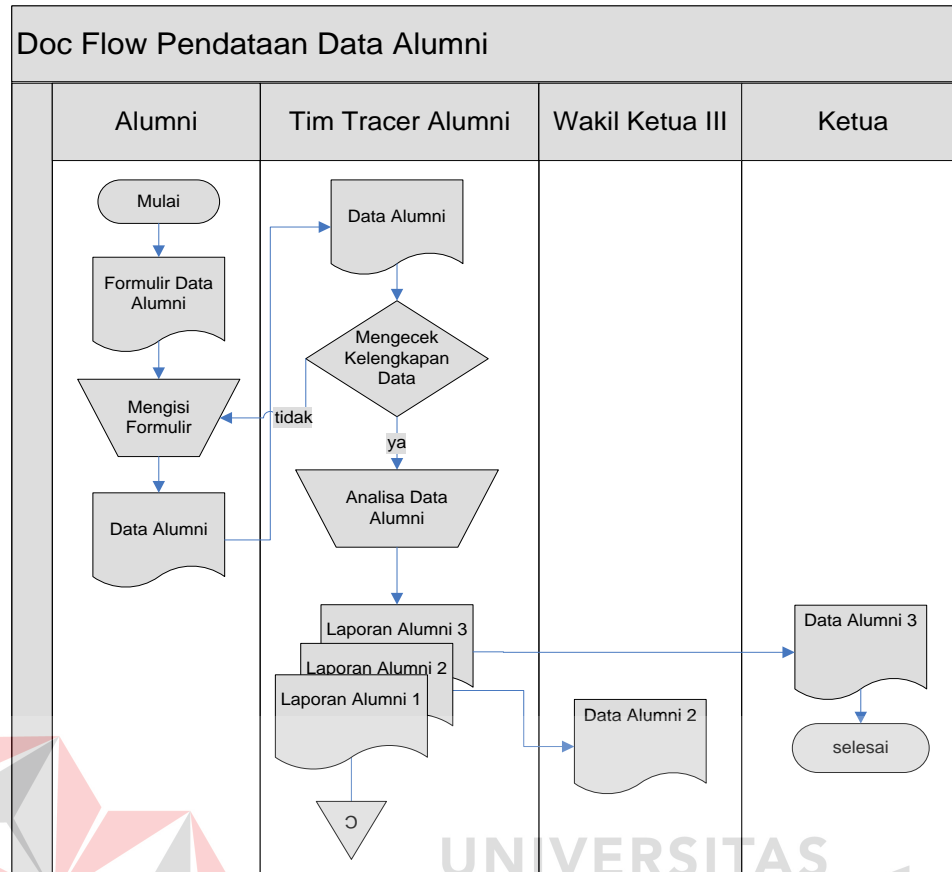 Doc Flow Pendataan Data Alumni
Alumni
Tim Tracer Alumni
Wakil Ketua III
Ketua
Mulai
Formulir Data
Alumni
Mengisi
Formulir
Data Alumni
Data Alumni
Mengecek
Kelengkapan
Data
tidak
ya
Analisa Data
Alumni
Laporan Alumni 3
Laporan Alumni 2
Laporan Alumni 1
C
Data Alumni 2
Data Alumni 3
selesai
UNIVERSITAS